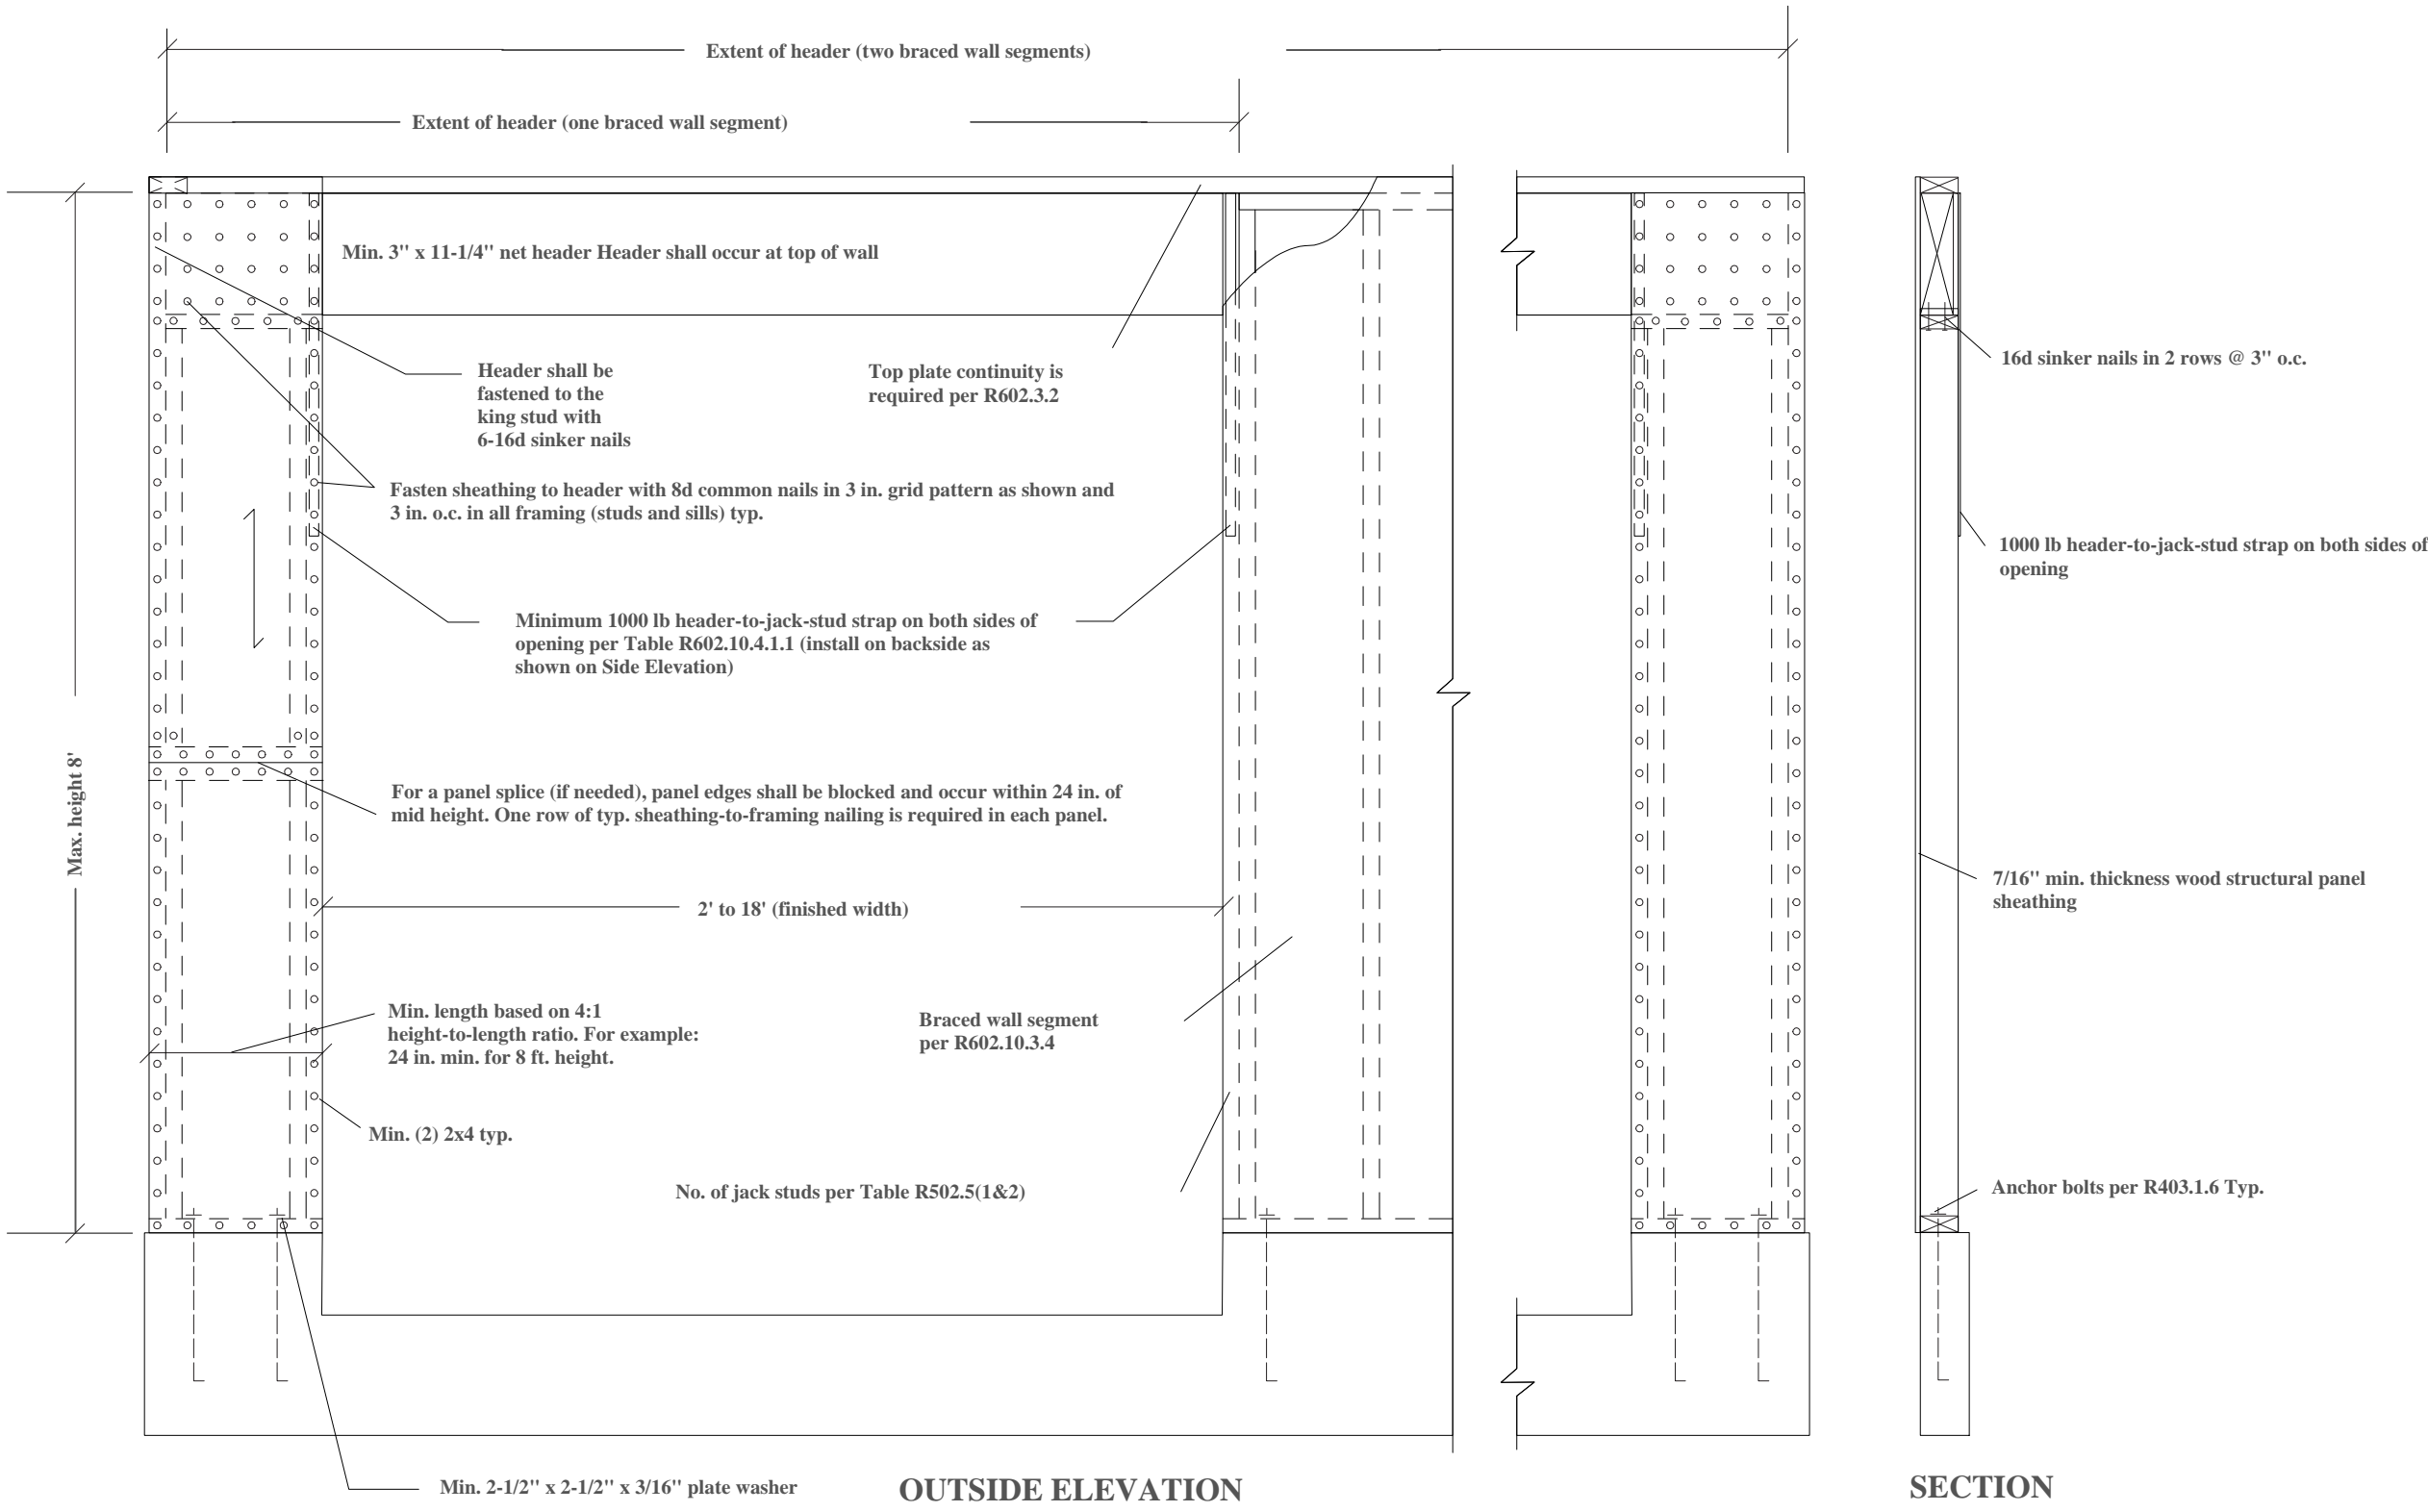 Extent of header (two braced wall segments)
Extent of header (one braced wall segment)
Min. 3" x 11-1/4" net header Header shall occur at top of wall
Header shall be
fastened to the
king stud with
6-16d sinker nails
Top plate continuity is
required per R602.3.2
16d sinker nails in 2 rows @ 3" o.c.
Fasten sheathing to header with 8d common nails in 3 in. grid pattern as shown and
3 in. o.c. in all framing (studs and sills) typ.
1000 lb header-to-jack-stud strap on both sides of
opening
Minimum 1000 lb header-to-jack-stud strap on both sides of
opening per Table R602.10.4.1.1 (install on backside as
shown on Side Elevation)
Max. height 8'
For a panel splice (if needed), panel edges shall be blocked and occur within 24 in. of
mid height. One row of typ. sheathing-to-framing nailing is required in each panel.
7/16" min. thickness wood structural panel
sheathing
2' to 18' (finished width)
Min. length based on 4:1
height-to-length ratio. For example:
24 in. min. for 8 ft. height.
Braced wall segment
per R602.10.3.4
Min. (2) 2x4 typ.
No. of jack studs per Table R502.5(1&2)
Anchor bolts per R403.1.6 Typ.
Min. 2-1/2" x 2-1/2" x 3/16" plate washer
OUTSIDE ELEVATION
SECTION